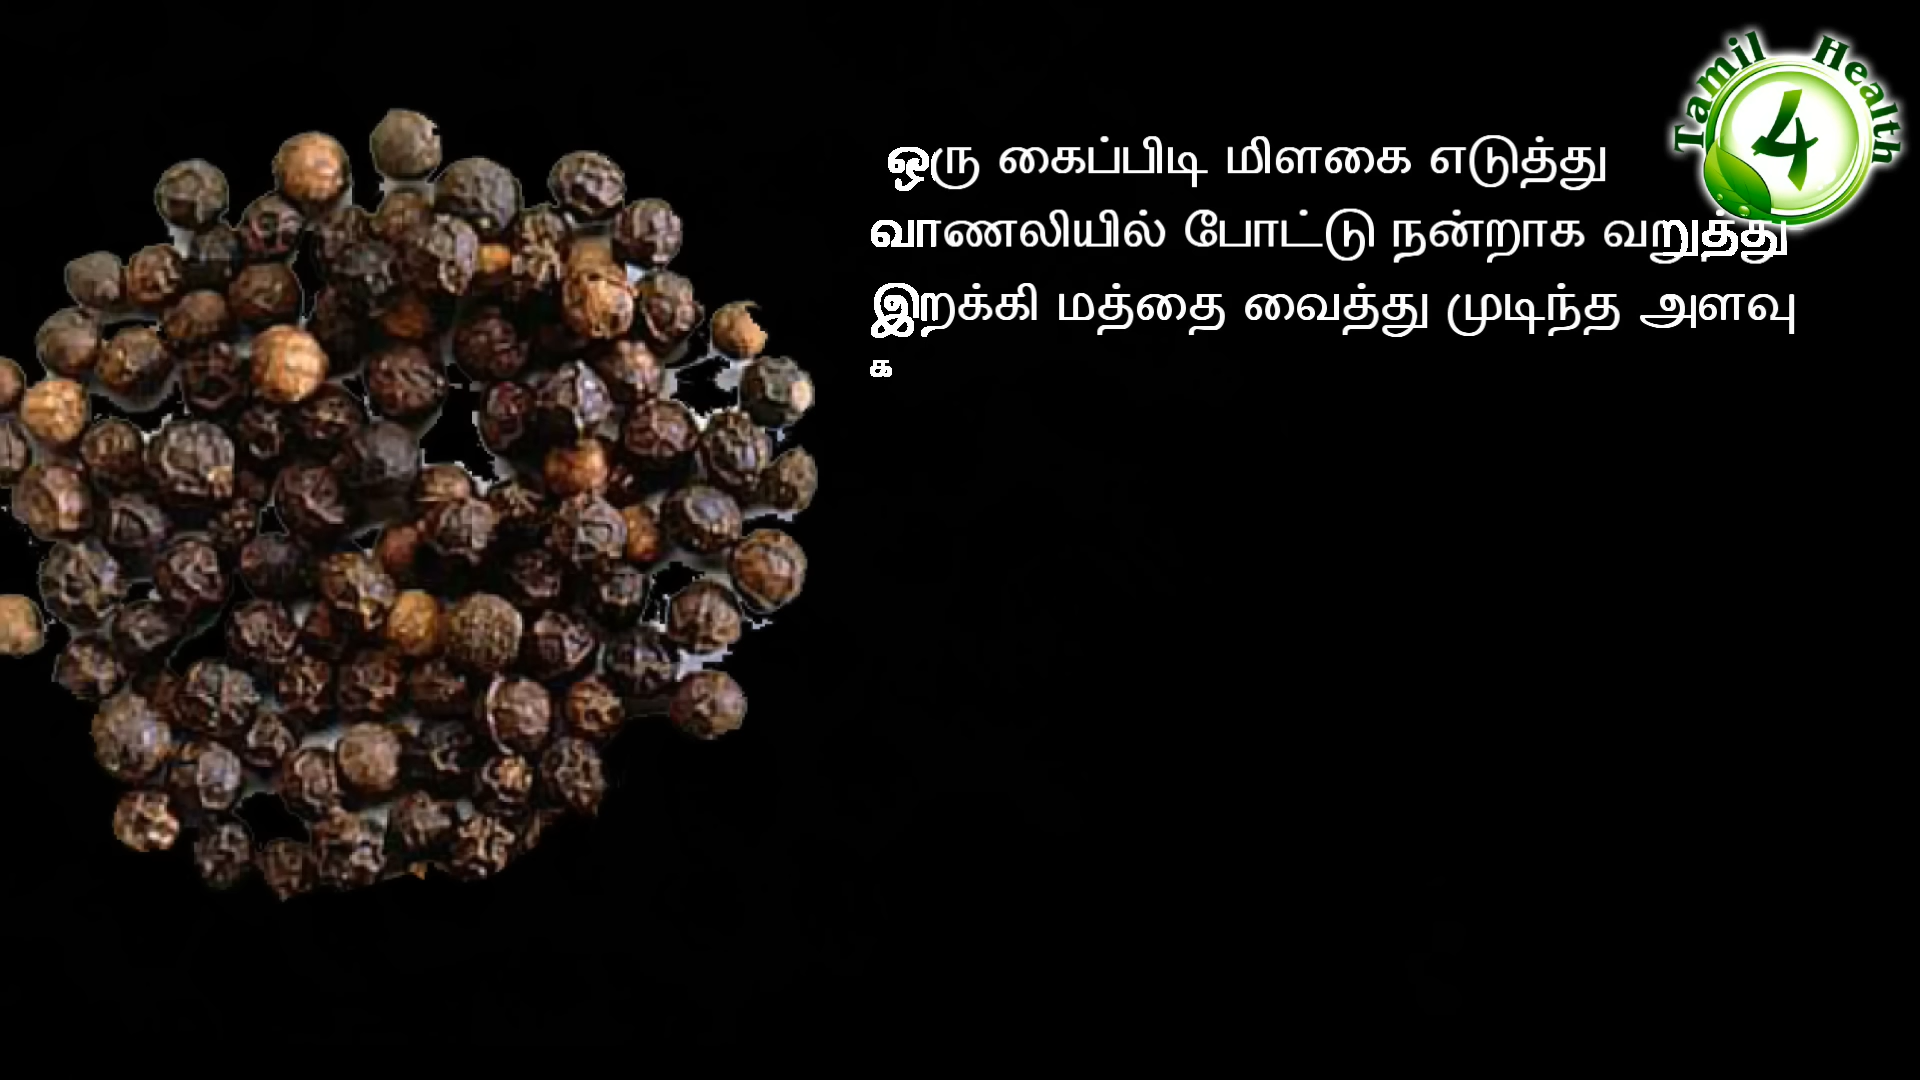 Tamil Health
4
ஒரு கைப்பிடி மிளகை எடுத்து
வாணலியில் போட்டு நன்றாக வறுத்து
இறக்கி மத்தை வைத்து முடிந்த அளவு
க